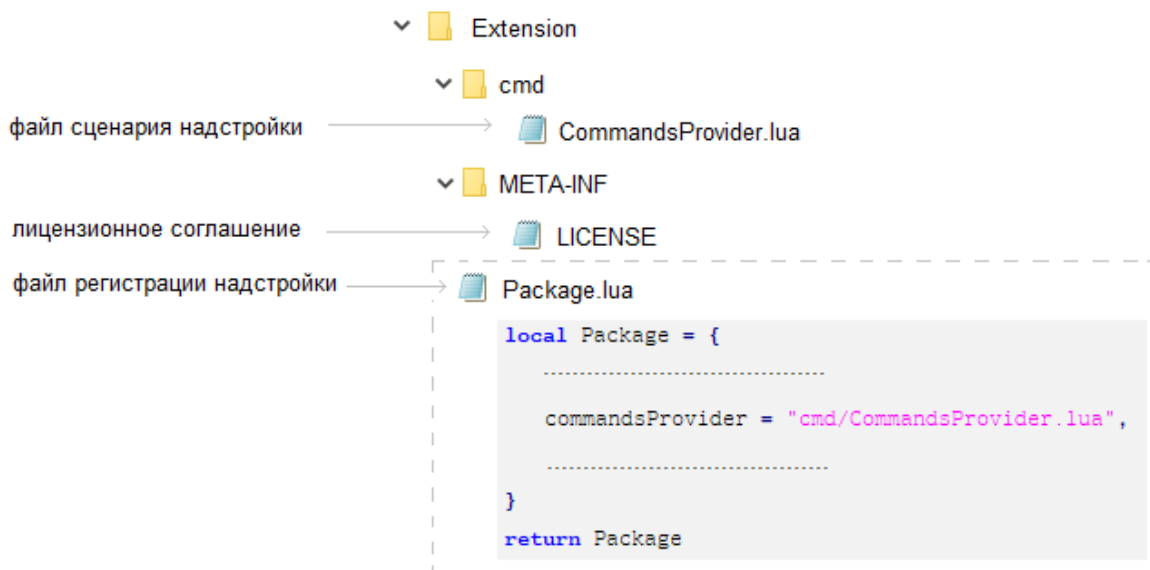 Extension
cmd
файл сценария надстройки
CommandsProvider.lua
META-INF
лицензионное соглашение
LICENSE
файл регистрации надстройки
Package.lua
local Package = {
commandsProvider = "cmd/CommandsProvider.lua",
}
return Package